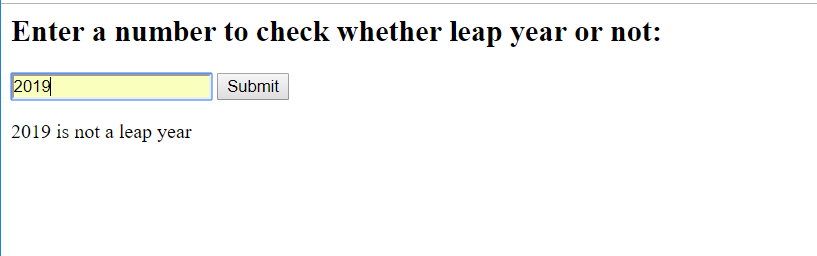 Enter a number to check whether leap year or not:
2019 Submit
2019 is not a leap year